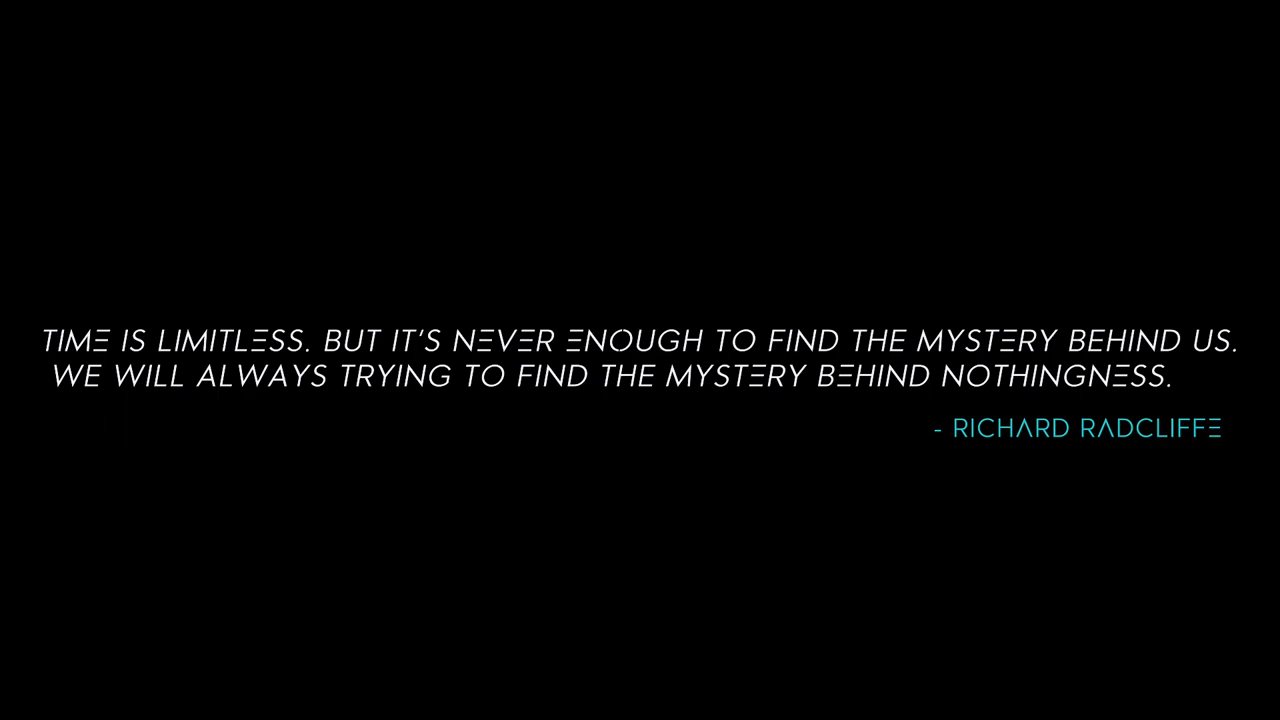 TIME IS LIMITLESS. BUT IT'S NEVER ENOUGH TO FIND THE MYSTERY BEHIND US.
WE WILL ALWAYS TRYING TO FIND THE MYSTERY BEHIND NOTHINGNESS.
- RICHARD RADCLIFFE